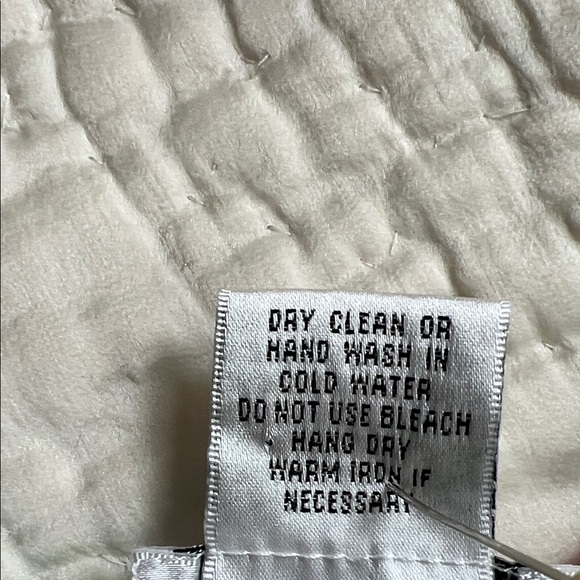 DRY CLEAN OR
HAND WASH IN
COLD WATER
DO NOT USE BLEACH
HANG DRY
WARM IRON IF
NECESSARY